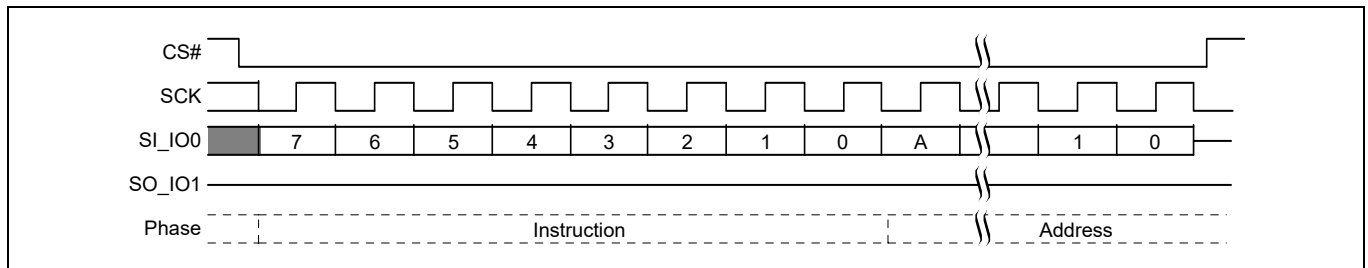 CS#
SCK
SI_IO0 7 6 5 4 3 2 1 0 A 1 0
SO_IO1
Phase Instruction Address